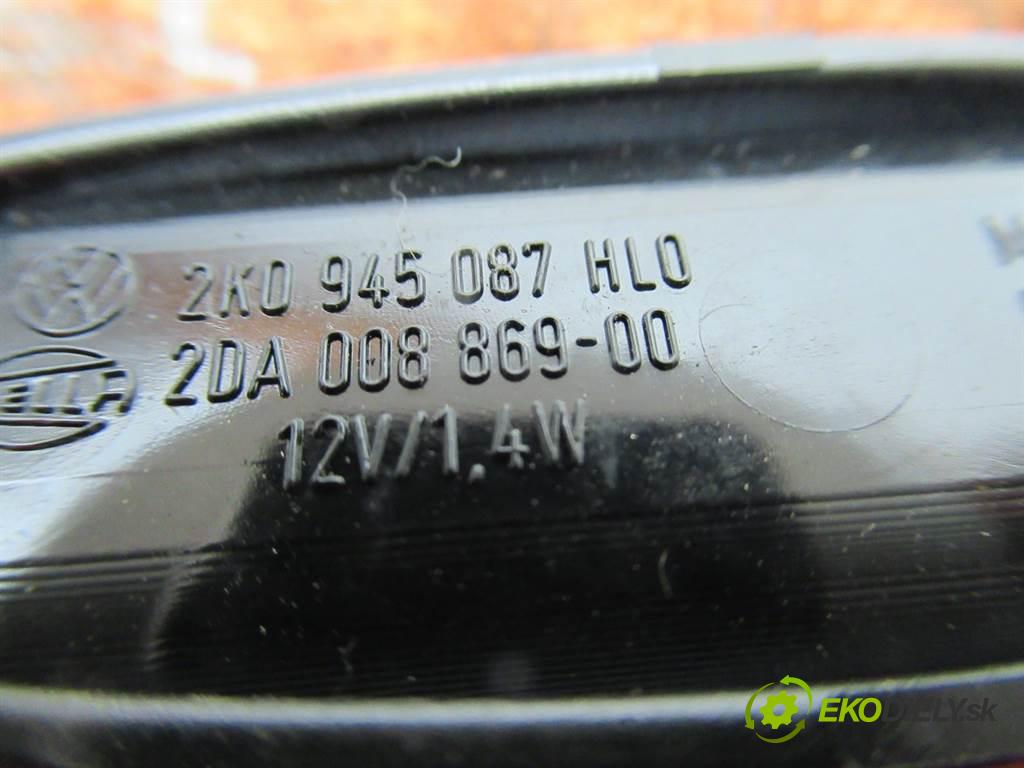 2K0 945 087 HL0
2DA 008 869-00
12V/1,4W
EKODIELY.sk